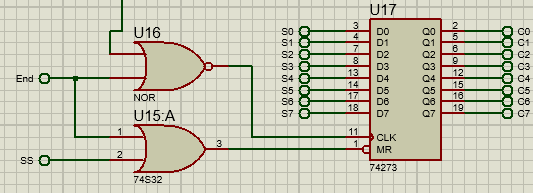 U16
NOR
End
U15:A
1
2
3
SS
74S32
U17
S0 3 D0 Q0 2 C0
S1 4 D1 Q1 5 C1
S2 7 D2 Q2 6 C2
S3 8 D3 Q3 9 C3
S4 13 D4 Q4 12 C4
S5 14 D5 Q5 15 C5
S6 17 D6 Q6 16 C6
S7 18 D7 Q7 19 C7
11 CLK
1 MR
74273